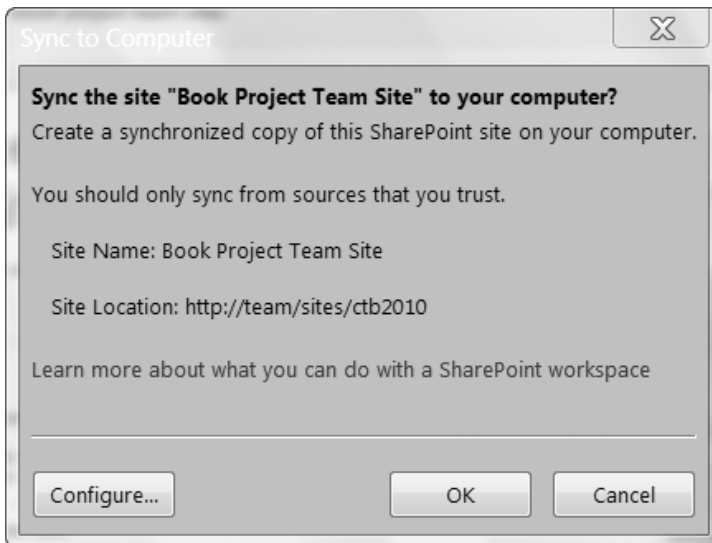 Sync to Computer
Sync the site "Book Project Team Site" to your computer?
Create a synchronized copy of this SharePoint site on your computer.
You should only sync from sources that you trust.
Site Name: Book Project Team Site
Site Location: http://team/sites/ctb2010
Learn more about what you can do with a SharePoint workspace
Configure... OK Cancel